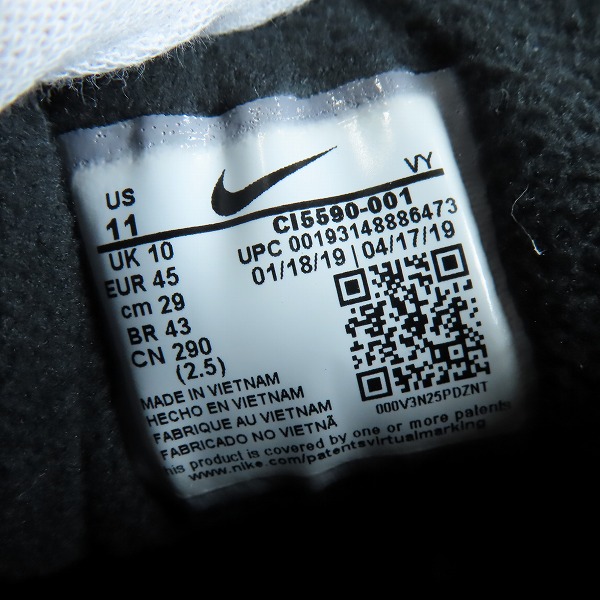 US
11
UK 10
EUR 45
cm 29
BR 43
CN 290
(2.5)
VY
CI5590-001
UPC 00193148886473
01/18/19 | 04/17/19
000V3N25PDZNT
MADE IN VIETNAM
HECHO EN VIETNAM
FABRIQUE AU VIETNAM
FABRICADO NO VIETNÃ
his product is covered by one or more patents
www.nike.com/patentsvirtualmarking